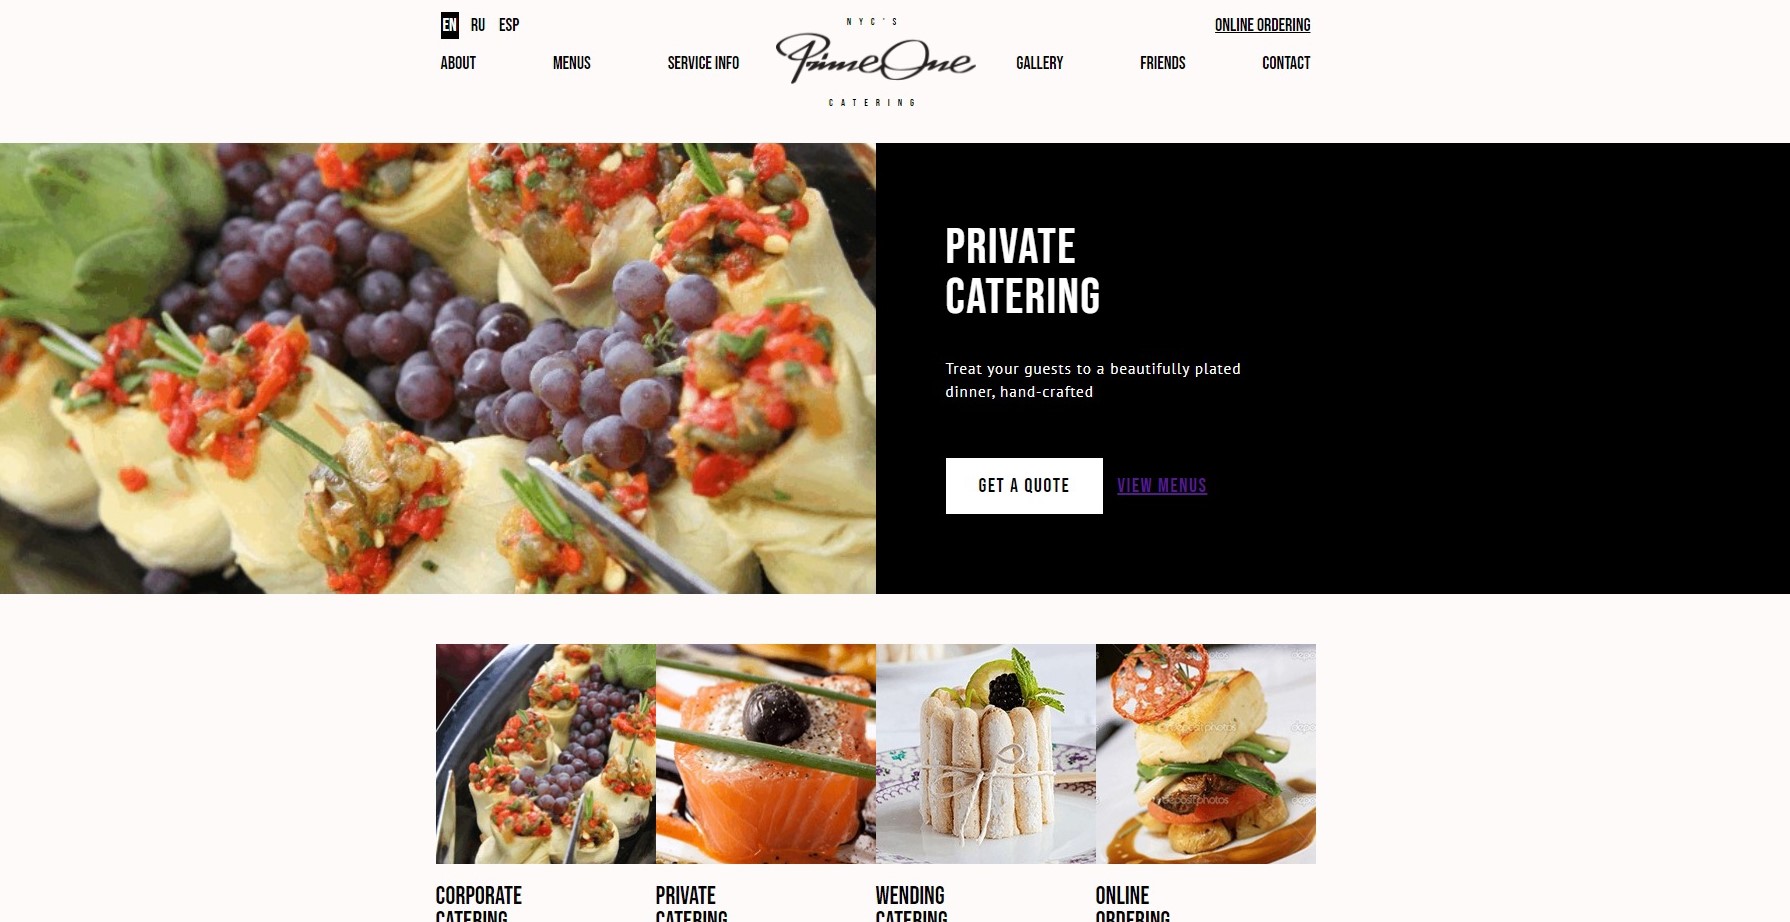 EN RU ESP
NYC'S
ONLINE ORDERING
ABOUT MENUS SERVICE INFO
PrimeOne
GALLERY FRIENDS CONTACT
CATERING
PRIVATE
CATERING
Treat your guests to a beautifully plated
dinner, hand-crafted
GET A QUOTE VIEW MENUS
depositphotos
CORPORATE
CATERING
PRIVATE
CATERING
WENDING
CATERING
ONLINE
ORDERING